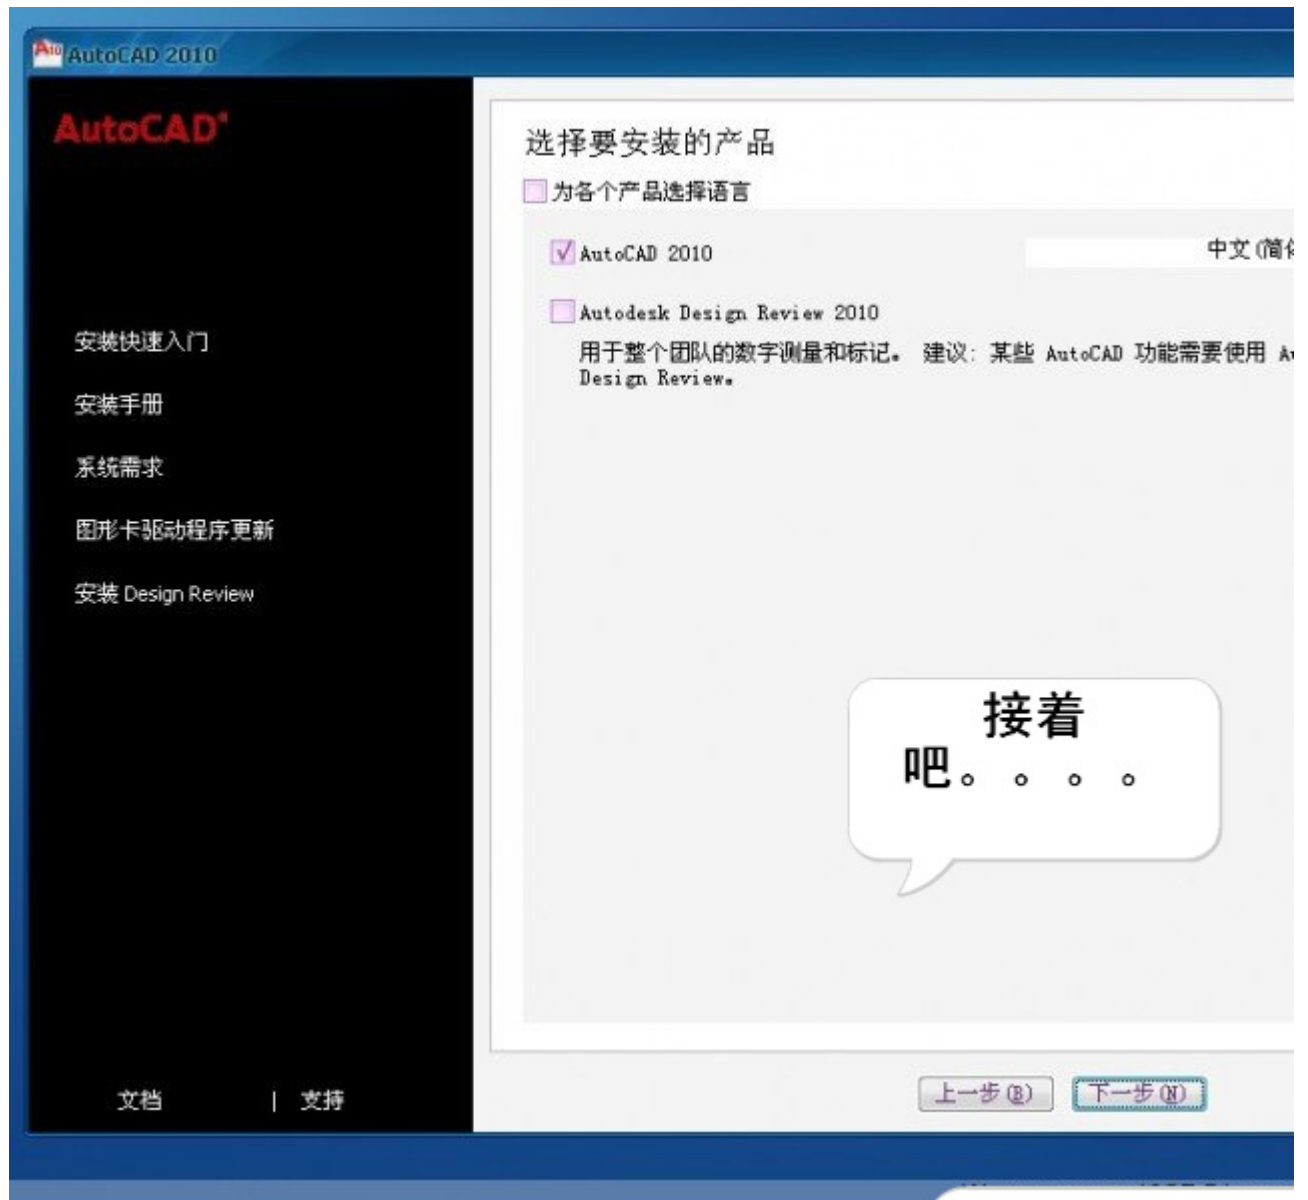 AutoCAD 2010
AutoCAD
选择要安装的产品
为各个产品选择语言
AutoCAD 2010
中文(简
Autodesk Design Review 2010
用于整个团队的数字测量和标记。 建议: 某些 AutoCAD 功能需要使用
Design Review。
安装快速入门
安装手册
系统需求
图形卡驱动程序更新
安装 Design Review
接着
吧。。。。
文档 | 支持
上一步(B)
下一步(N)